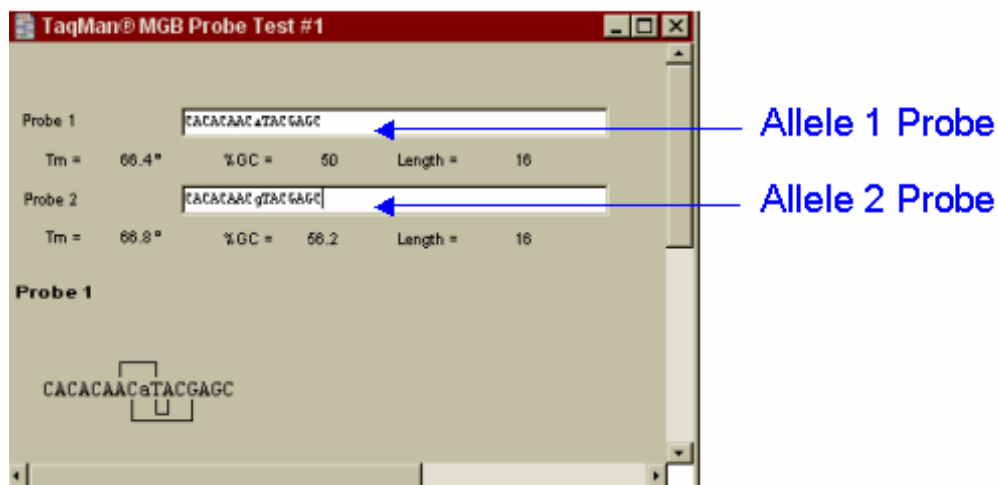 TaqMan® MGB Probe Test #1
Probe 1 CACACAACaTACGAGC
Allele 1 Probe
Tm = 66.4° %GC = 50 Length = 16
Probe 2 CACACAACgTACGAGC
Allele 2 Probe
Tm = 66.8° %GC = 56.2 Length = 16
Probe 1
CACACAACaTACGAGC